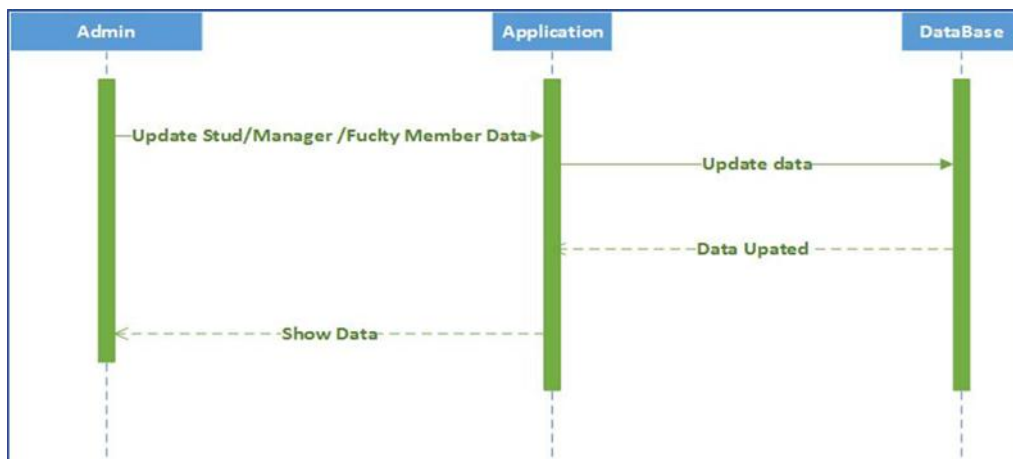 Admin
Application
DataBase
Update Stud/Manager /Fuclty Member Data
Update data
Data Upated
Show Data